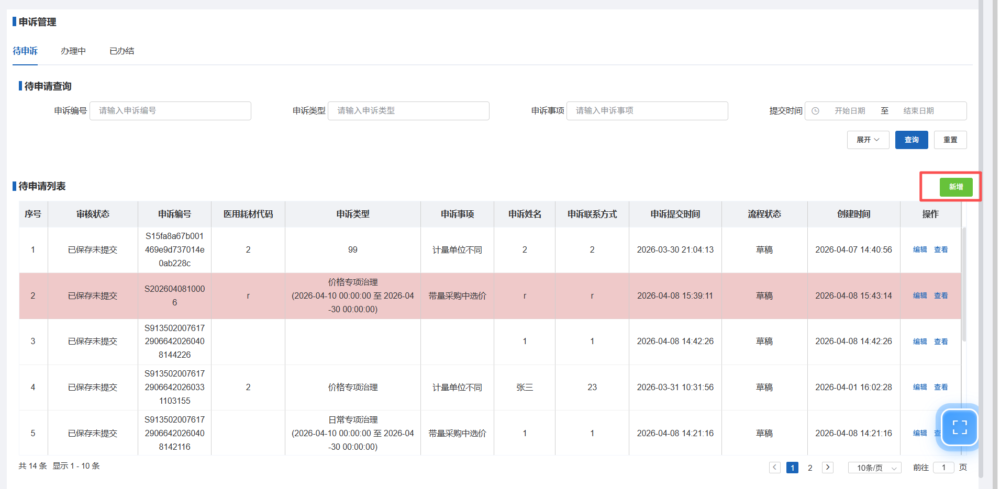 申诉管理
待申诉 办理中 已办结
待申请查询
申诉编号 请输入申诉编号 申诉类型 请输入申诉类型 申诉事项 请输入申诉事项 提交时间 开始日期 至 结束日期
展开 查询 重置
待申请列表 新增
序号 审核状态 申诉编号 医用耗材代码 申诉类型 申诉事项 申诉姓名 申诉联系方式 申诉提交时间 流程状态 创建时间 操作
S15fa8a67b001
1 已保存未提交 469e9d737014e 2 99 计量单位不同 2 2 2026-03-30 21:04:13 草稿 2026-04-07 14:40:56 编辑 查看
0ab228c
价格专项治理
2 已保存未提交 S202604081000 r (2026-04-10 00:00:00 至 2026-04 带量采购中选价 r r 2026-04-08 15:39:11 草稿 2026-04-08 15:43:14 编辑 查看
6 -30 00:00:00)
S913502007617
3 已保存未提交 2906642026040 1 1 2026-04-08 14:42:26 草稿 2026-04-08 14:42:26 编辑 查看
8144226
S913502007617
4 已保存未提交 2906642026033 2 价格专项治理 计量单位不同 张三 23 2026-03-31 10:31:56 草稿 2026-04-01 16:02:28 编辑 查看
1103155
S913502007617 日常专项治理
5 已保存未提交 2906642026040 (2026-04-10 00:00:00 至 2026-04 带量采购中选价 1 1 2026-04-08 14:21:16 草稿 2026-04-08 14:21:16 编辑 查
8142116 -30 00:00:00)
共 14 条 显示 1 - 10 条 1 2 10条/页 前往 1 页